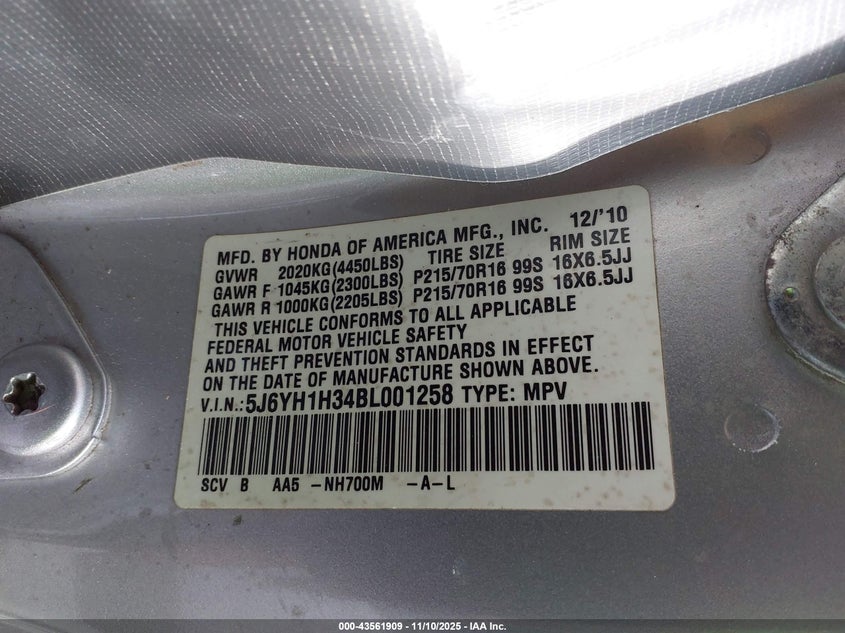 MFD. BY HONDA OF AMERICA MFG., INC. 12/'10
GVWR 2020KG(4450LBS) TIRE SIZE RIM SIZE
GAWR F 1045KG(2300LBS) P215/70R16 99S 16X6.5JJ
GAWR R 1000KG(2205LBS) P215/70R16 99S 16X6.5JJ
THIS VEHICLE CONFORMS TO ALL APPLICABLE
FEDERAL MOTOR VEHICLE SAFETY
AND THEFT PREVENTION STANDARDS IN EFFECT
ON THE DATE OF MANUFACTURE SHOWN ABOVE.
V.I.N.:5J6YH1H34BL001258 TYPE: MPV
SCV B AA5 -NH700M -A-L
000-43561909 - 11/10/2025 - IAA Inc.